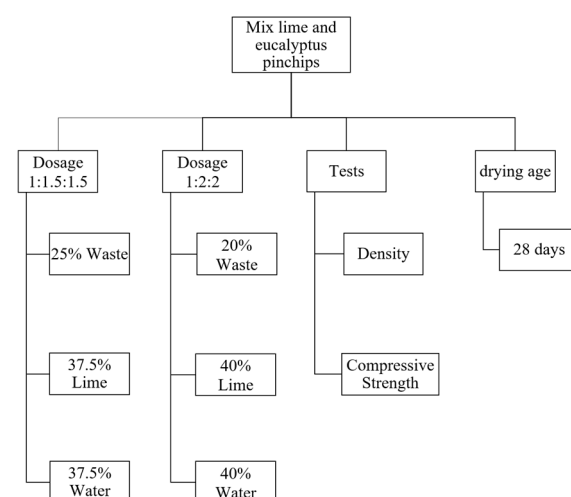 Mix lime and
eucalyptus
pinchips
Dosage
1:1.5:1.5
Dosage
1:2:2
Tests
drying age
25% Waste
20%
Waste
Density
28 days
37.5%
Lime
40%
Lime
Compressive
Strength
37.5%
Water
40%
Water